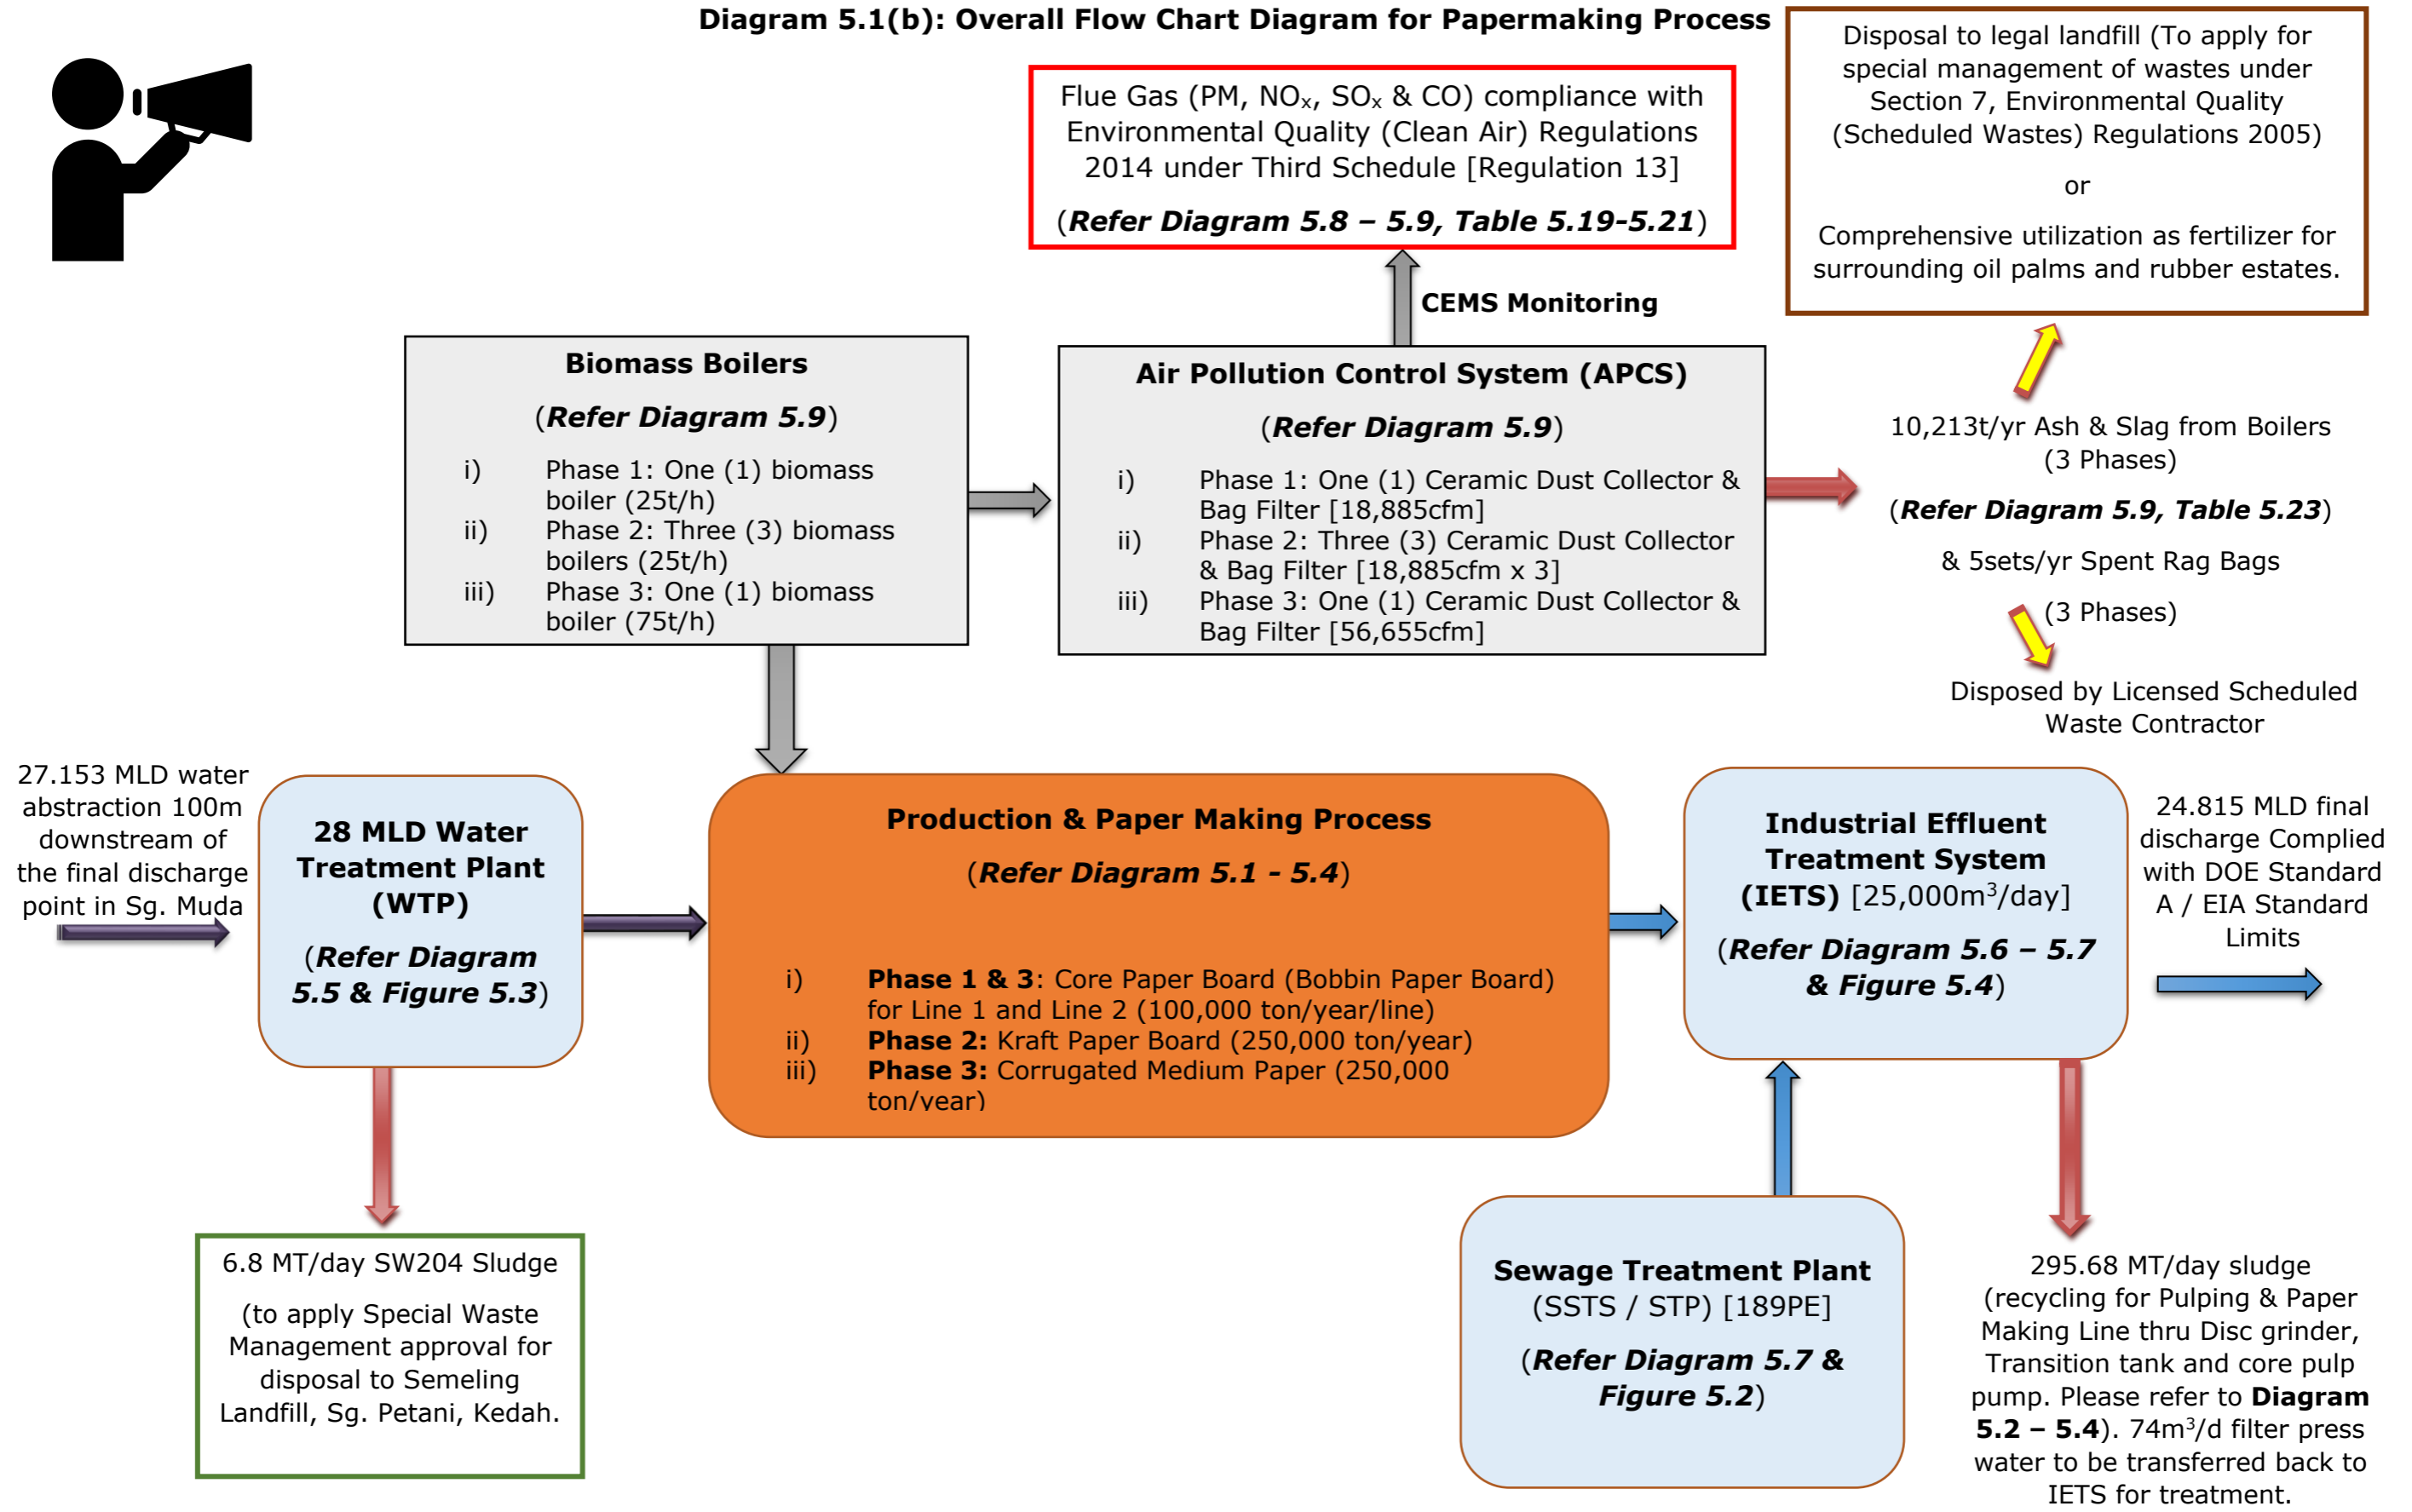 Diagram 5.1(b): Overall Flow Chart Diagram for Papermaking Process
Disposal to legal landfill (To apply for
special management of wastes under
Section 7, Environmental Quality
(Scheduled Wastes) Regulations 2005)
or
Comprehensive utilization as fertilizer for
surrounding oil palms and rubber estates.
Flue Gas (PM, NOₓ, SOₓ & CO) compliance with
Environmental Quality (Clean Air) Regulations
2014 under Third Schedule [Regulation 13]
(Refer Diagram 5.8 – 5.9, Table 5.19-5.21)
CEMS Monitoring
Biomass Boilers
(Refer Diagram 5.9)
i) Phase 1: One (1) biomass
boiler (25t/h)
ii) Phase 2: Three (3) biomass
boilers (25t/h)
iii) Phase 3: One (1) biomass
boiler (75t/h)
Air Pollution Control System (APCS)
(Refer Diagram 5.9)
i) Phase 1: One (1) Ceramic Dust Collector &
Bag Filter [18,885cfm]
ii) Phase 2: Three (3) Ceramic Dust Collector
& Bag Filter [18,885cfm x 3]
iii) Phase 3: One (1) Ceramic Dust Collector &
Bag Filter [56,655cfm]
10,213t/yr Ash & Slag from Boilers
(3 Phases)
(Refer Diagram 5.9, Table 5.23)
& 5sets/yr Spent Rag Bags
(3 Phases)
Disposed by Licensed Scheduled
Waste Contractor
27.153 MLD water
abstraction 100m
downstream of
the final discharge
point in Sg. Muda
28 MLD Water
Treatment Plant
(WTP)
(Refer Diagram
5.5 & Figure 5.3)
Production & Paper Making Process
(Refer Diagram 5.1 - 5.4)
i) Phase 1 & 3: Core Paper Board (Bobbin Paper Board)
for Line 1 and Line 2 (100,000 ton/year/line)
ii) Phase 2: Kraft Paper Board (250,000 ton/year)
iii) Phase 3: Corrugated Medium Paper (250,000
ton/year)
Industrial Effluent
Treatment System
(IETS) [25,000m³/day]
(Refer Diagram 5.6 – 5.7
& Figure 5.4)
24.815 MLD final
discharge Complied
with DOE Standard
A / EIA Standard
Limits
6.8 MT/day SW204 Sludge
(to apply Special Waste
Management approval for
disposal to Semeling
Landfill, Sg. Petani, Kedah.
Sewage Treatment Plant
(SSTS / STP) [189PE]
(Refer Diagram 5.7 &
Figure 5.2)
295.68 MT/day sludge
(recycling for Pulping & Paper
Making Line thru Disc grinder,
Transition tank and core pulp
pump. Please refer to Diagram
5.2 – 5.4). 74m³/d filter press
water to be transferred back to
IETS for treatment.